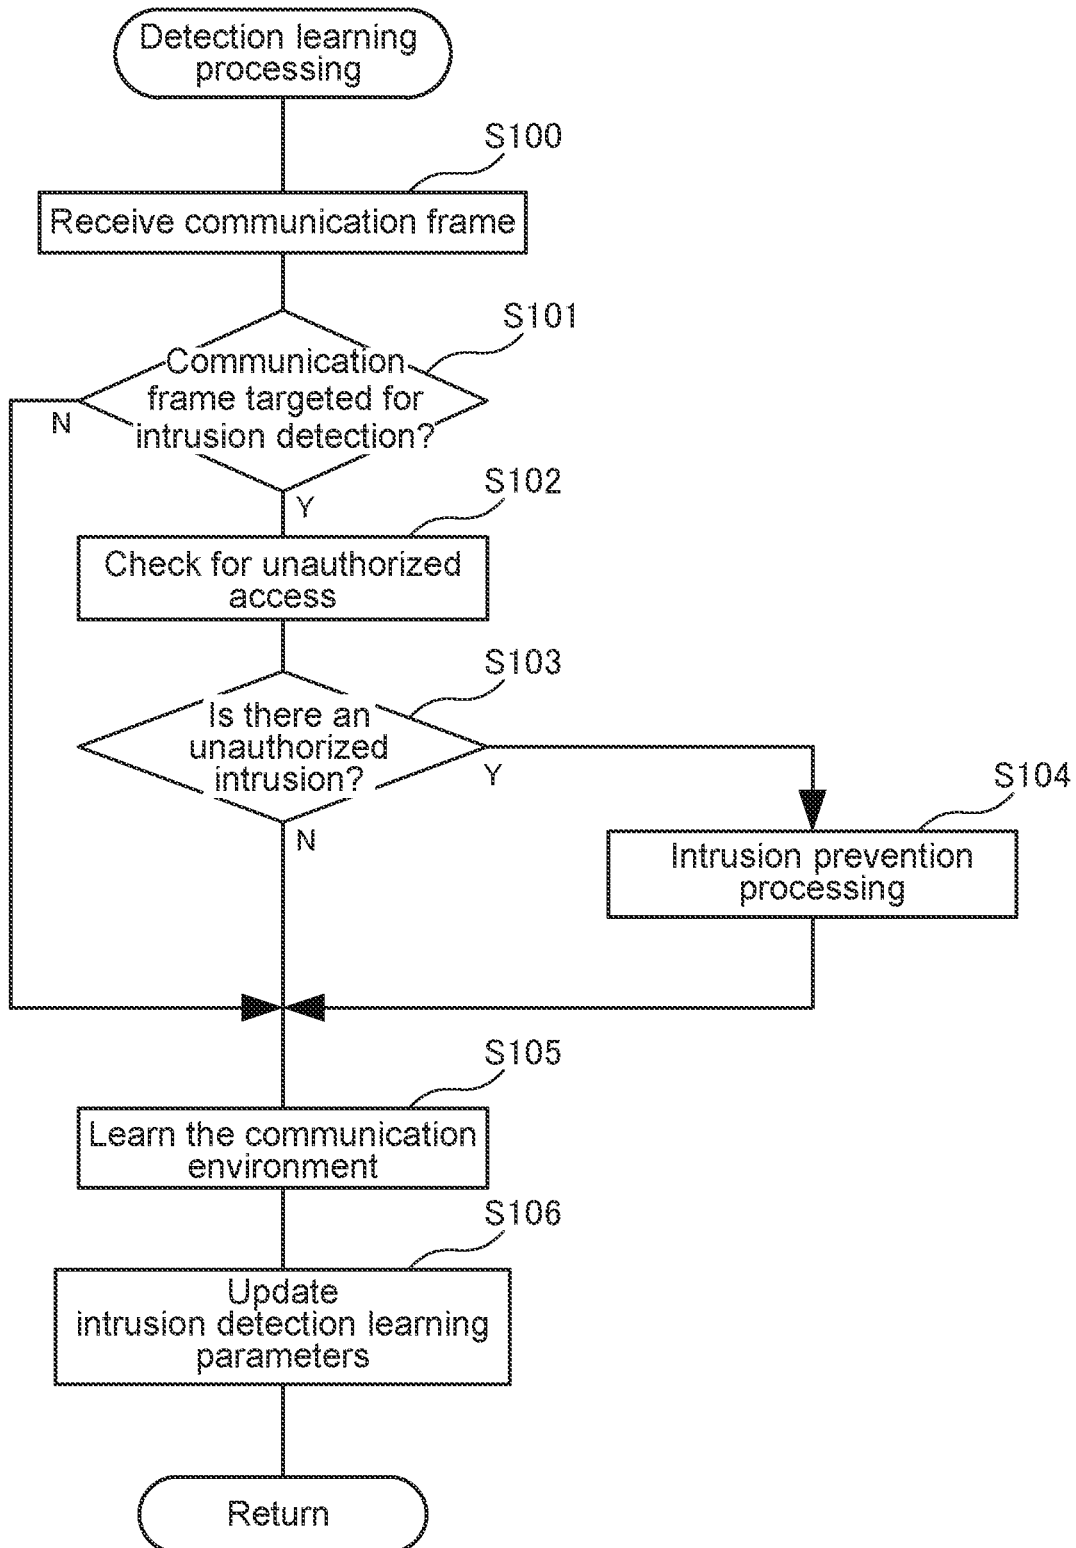 Detection learning
processing
S100
Receive communication frame
S101
Communication
frame targeted for
intrusion detection?
N
Y
S102
Check for unauthorized
access
S103
Is there an
unauthorized
intrusion?
Y
N
S104
Intrusion prevention
processing
S105
Learn the communication
environment
S106
Update
intrusion detection learning
parameters
Return